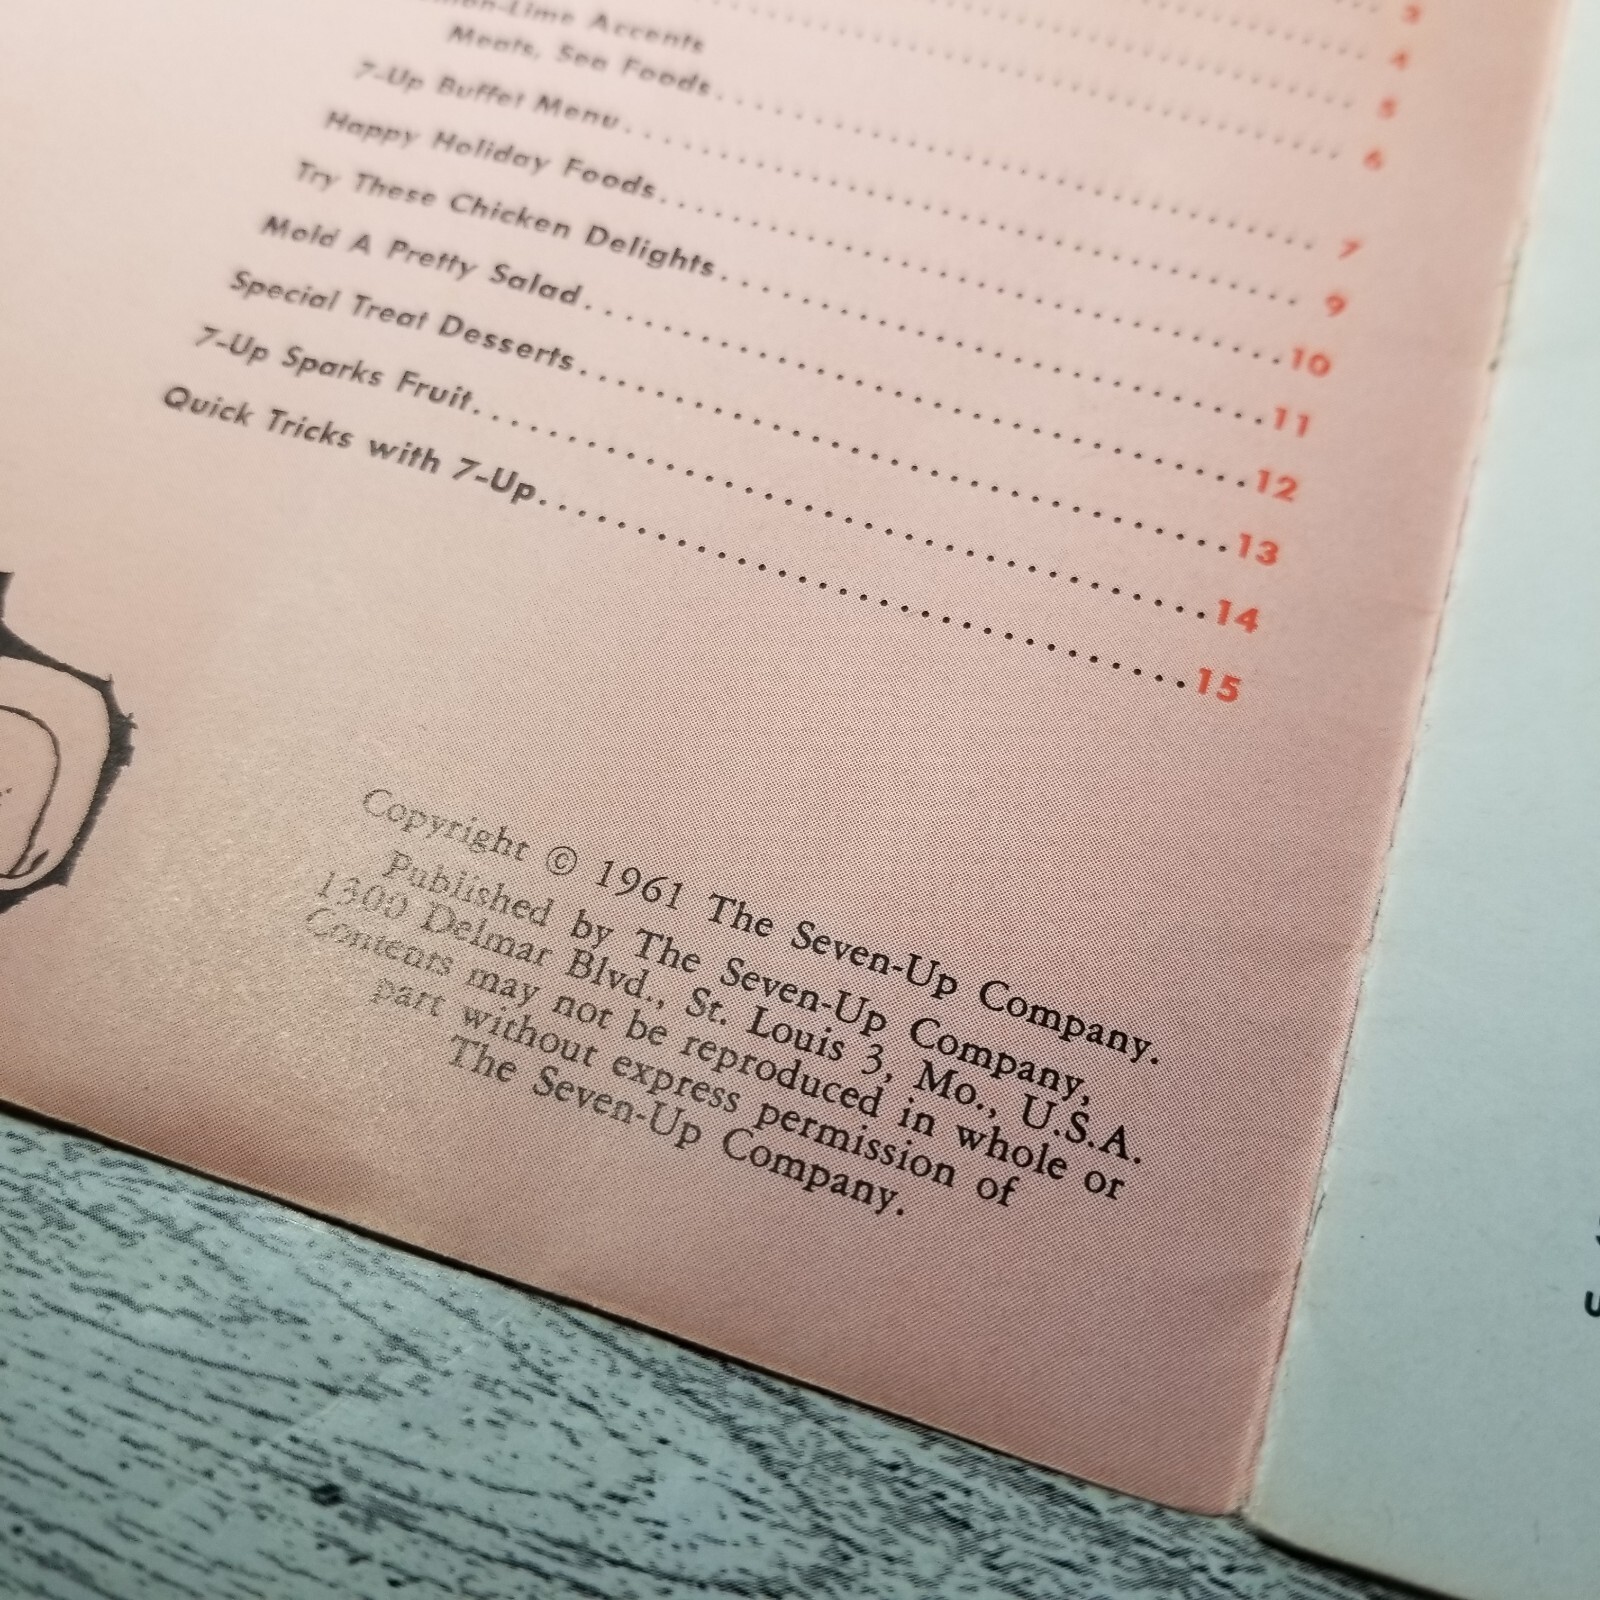 3
4
5
6
mon-Lime Accents
Meats, Sea Foods 7
7-Up Buffet Menu 9
Happy Holiday Foods 10
Try These Chicken Delights 11
Mold A Pretty Salad 12
Special Treat Desserts 13
7-Up Sparks Fruit 14
Quick Tricks with 7-Up 15
Copyright © 1961 The Seven-Up Company.
Published by The Seven-Up Company,
1300 Delmar Blvd., St. Louis 3, Mo., U.S.A.
Contents may not be reproduced in whole or
part without express permission of
The Seven-Up Company.